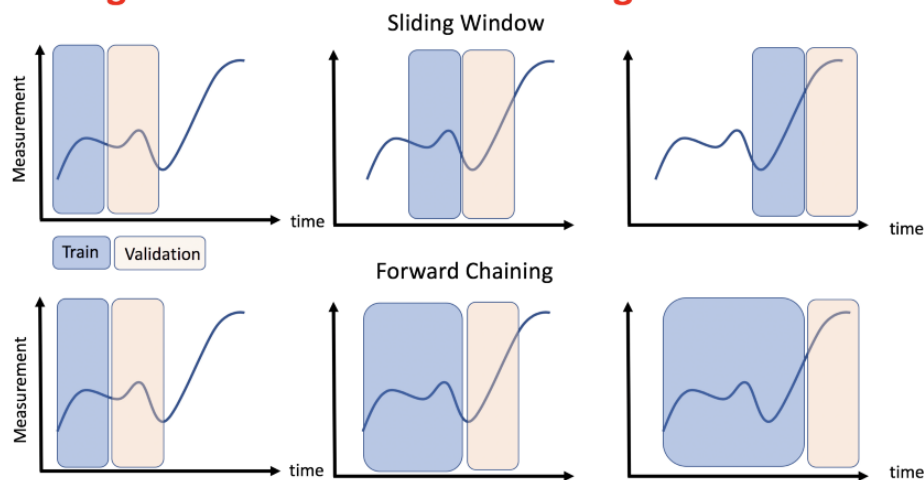 Sliding Window
Measurement
time
time
time
Train
Validation
Forward Chaining
Measurement
time
time
time